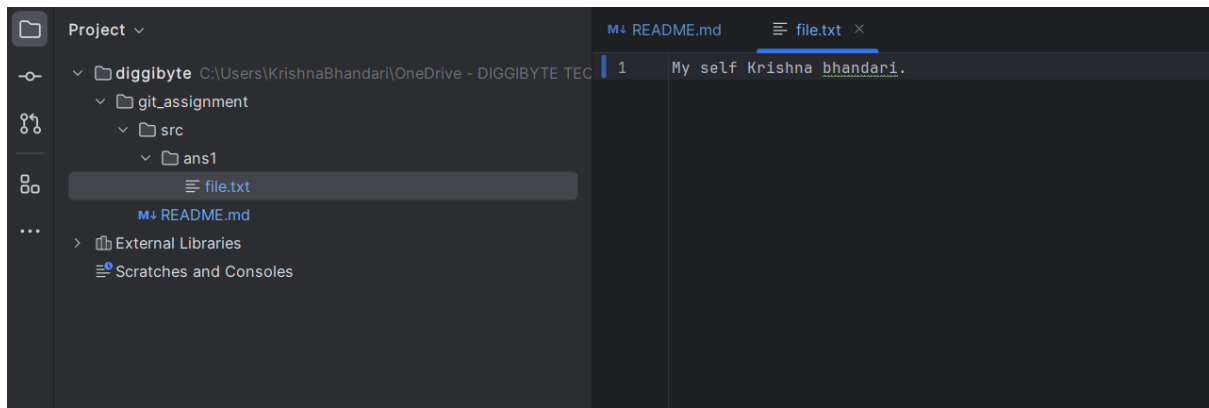 Project
diggibyte C:\Users\KrishnaBhandari\OneDrive - DIGGIBYTE TEC
git_assignment
src
ans1
file.txt
M↓ README.md
External Libraries
Scratches and Consoles
M↓ README.md file.txt ×
1 My self Krishna bhandari.